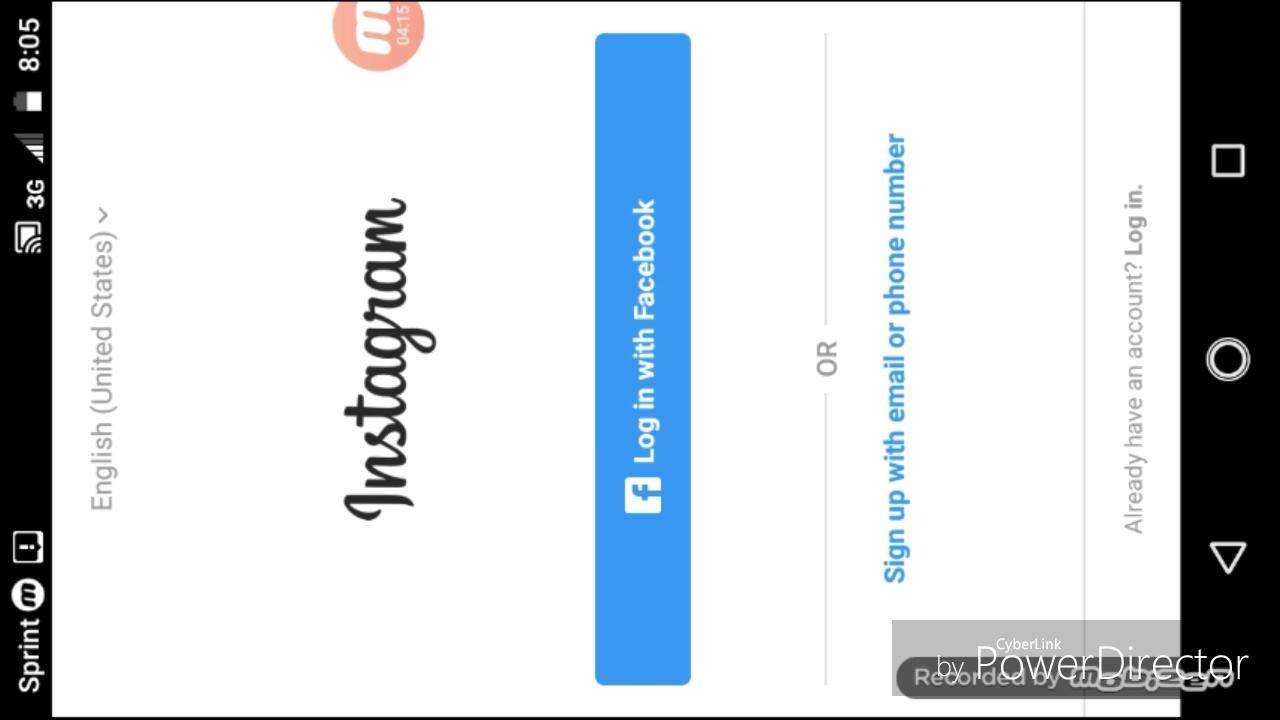 Sprint m 3G 8:05
English (United States)
m
04:15
Instagram
f Log in with Facebook
OR
Sign up with email or phone number
Already have an account? Log in.
CyberLink
by PowerDirector
Recorded by MOBIZEN